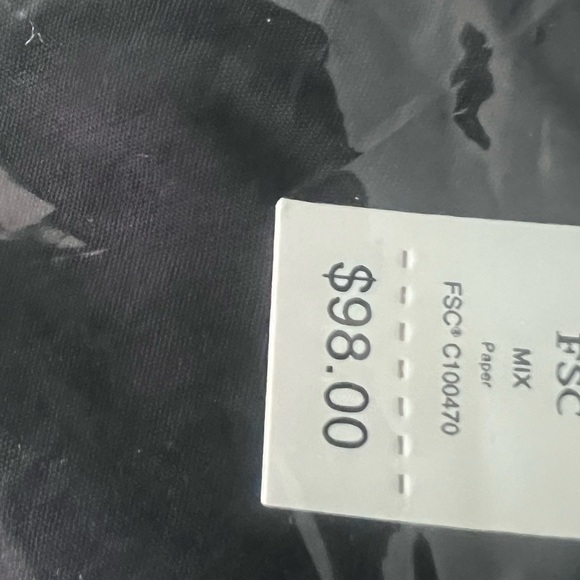 FSC
MIX
Paper
FSC® C100470
$98.00